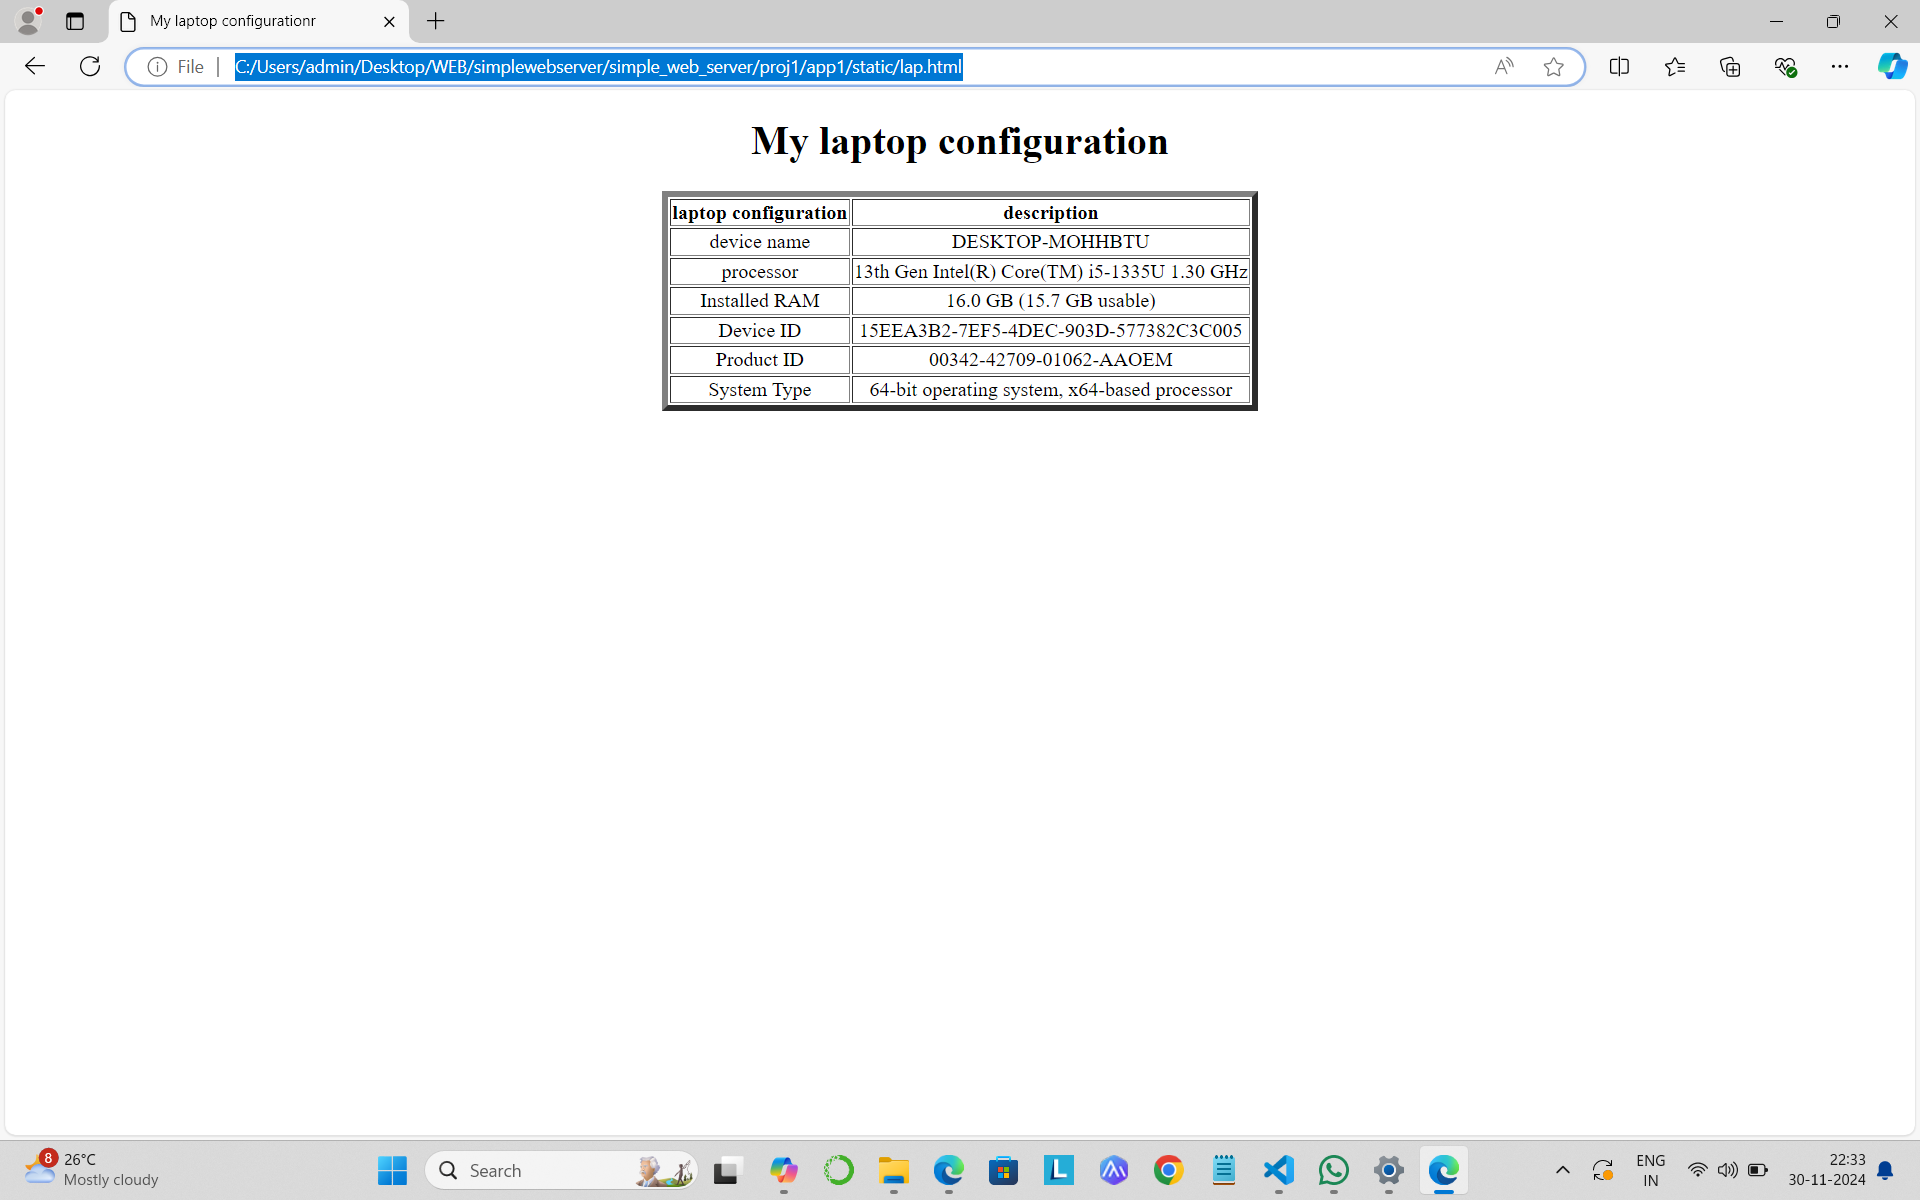 My laptop configurationr
File
C:/Users/admin/Desktop/WEB/simplewebserver/simple_web_server/proj1/app1/static/lap.html
My laptop configuration
laptop configuration description
device name DESKTOP-MOHHBTU
processor 13th Gen Intel(R) Core(TM) i5-1335U 1.30 GHz
Installed RAM 16.0 GB (15.7 GB usable)
Device ID 15EEA3B2-7EF5-4DEC-903D-577382C3C005
Product ID 00342-42709-01062-AAOEM
System Type 64-bit operating system, x64-based processor
8
26°C
Mostly cloudy
Search
ENG
IN
22:33
30-11-2024